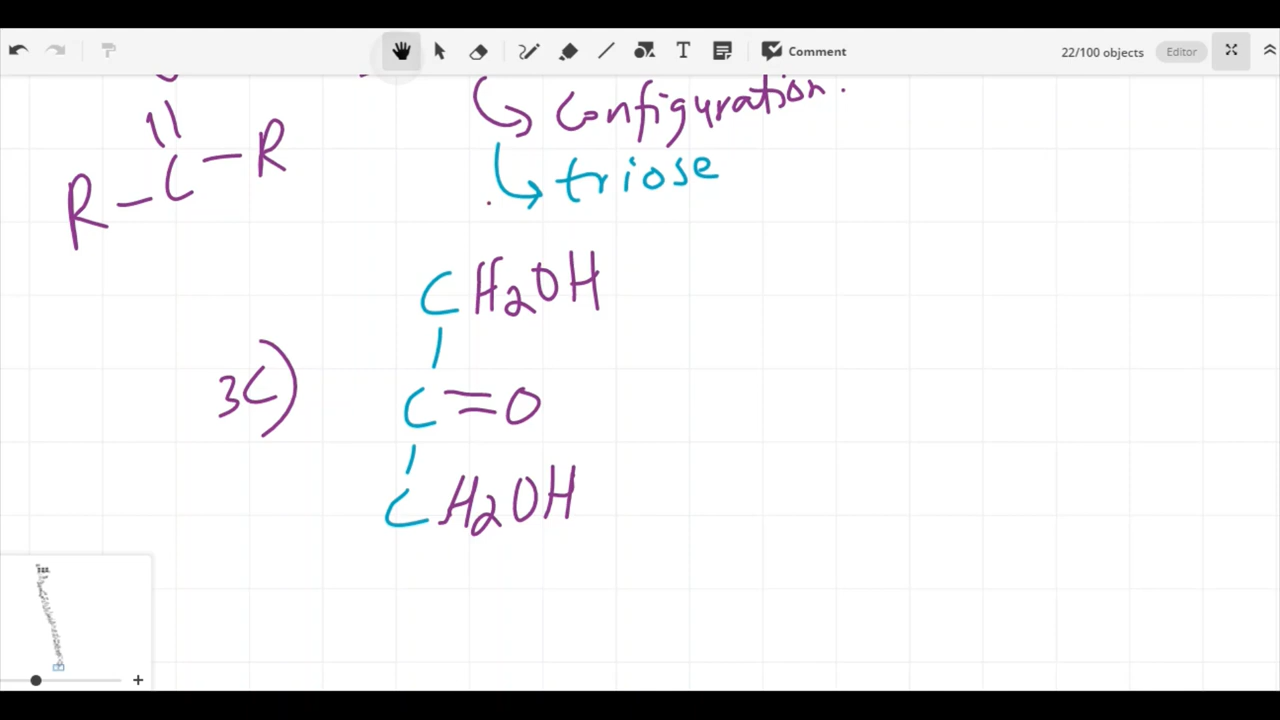 Comment
22/100 objects
Editor
configuration.
triose
R - C - R
CH2OH
3C)
C = O
CH2OH